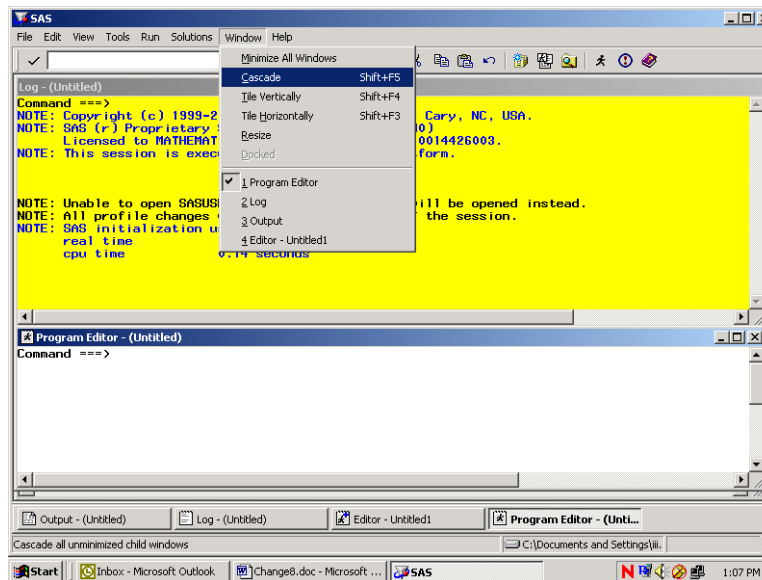 SAS
File Edit View Tools Run Solutions Window Help
Minimize All Windows
Cascade Shift+F5
Tile Vertically Shift+F4
Tile Horizontally Shift+F3
Resize
Docked
1 Program Editor
2 Log
3 Output
4 Editor - Untitled1
Log - (Untitled)
Command ===>
NOTE: Copyright (c) 1999-2 Cary, NC, USA.
NOTE: SAS (r) Proprietary
Licensed to MATHEMAT 0014426003.
NOTE: This session is exec form.
NOTE: Unable to open SASUS ill be opened instead.
NOTE: All profile changes the session.
NOTE: SAS initialization u
real time
cpu time 0.14 seconds
Program Editor - (Untitled)
Command ===>
Output - (Untitled) Log - (Untitled) Editor - Untitled1 Program Editor - (Unti...
Cascade all unminimized child windows C:\Documents and Settings\jii.
Start Inbox - Microsoft Outlook Change8.doc - Microsoft ... SAS 1:07 PM